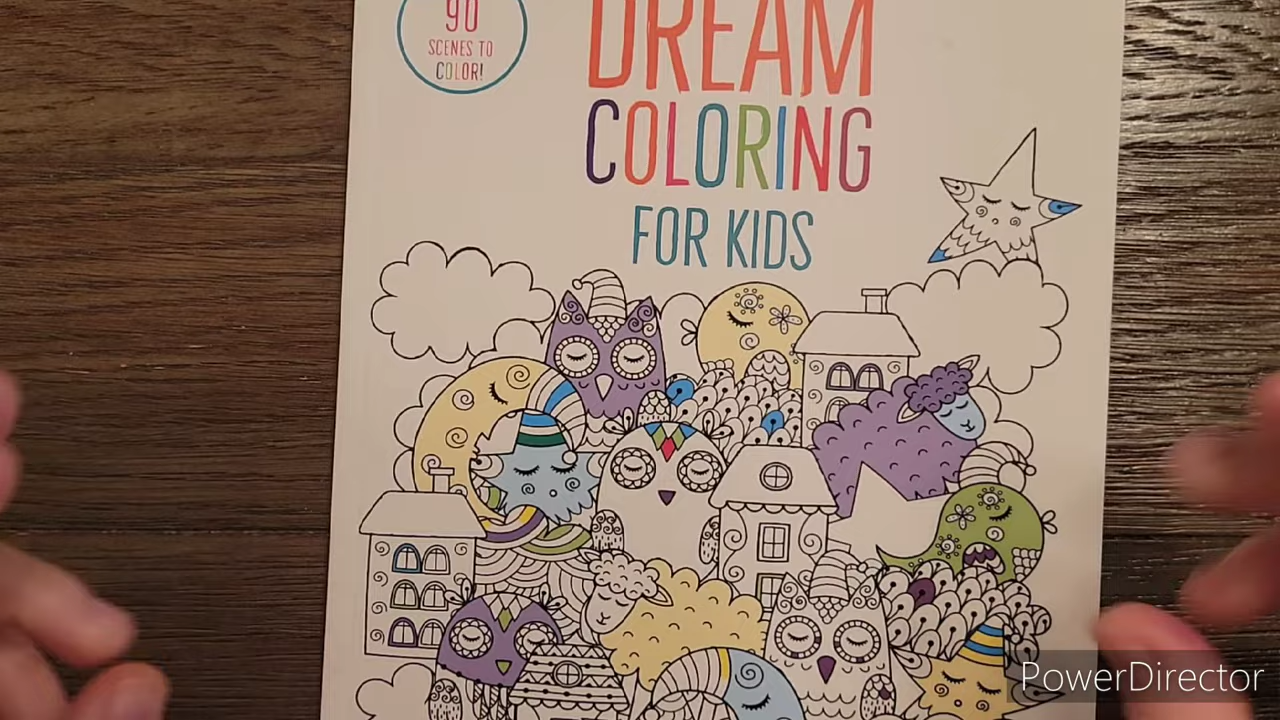 90
SCENES TO
COLOR!
DREAM
COLORING
FOR KIDS
PowerDirector